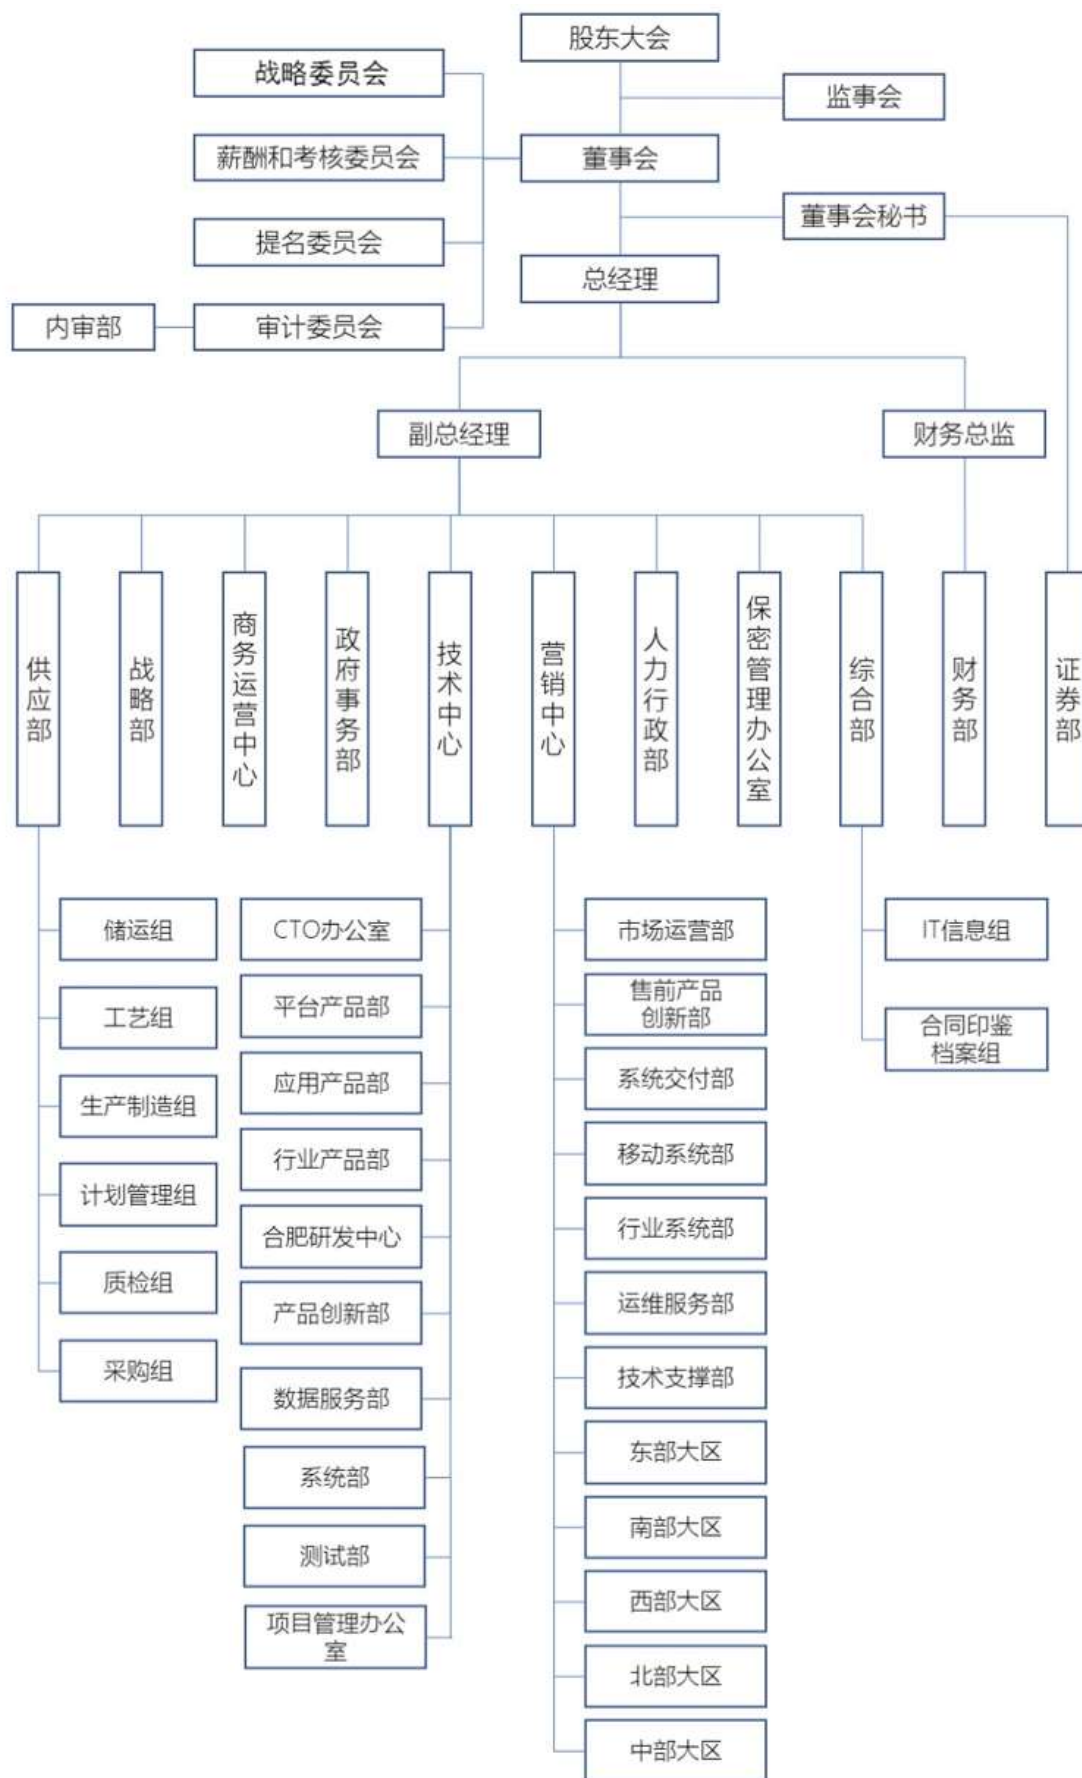 股东大会
战略委员会
监事会
薪酬和考核委员会
董事会
提名委员会
董事会秘书
总经理
内审部
审计委员会
副总经理
财务总监
供应部
战略部
商务运营中心
政府事务部
技术中心
营销中心
人力行政部
保密管理办公室
综合部
财务部
证券部
储运组
工艺组
生产制造组
计划管理组
质检组
采购组
CTO办公室
平台产品部
应用产品部
行业产品部
合肥研发中心
产品创新部
数据服务部
系统部
测试部
项目管理办公
室
市场运营部
售前产品
创新部
系统交付部
移动系统部
行业系统部
运维服务部
技术支撑部
东部大区
南部大区
西部大区
北部大区
中部大区
IT信息组
合同印鉴
档案组